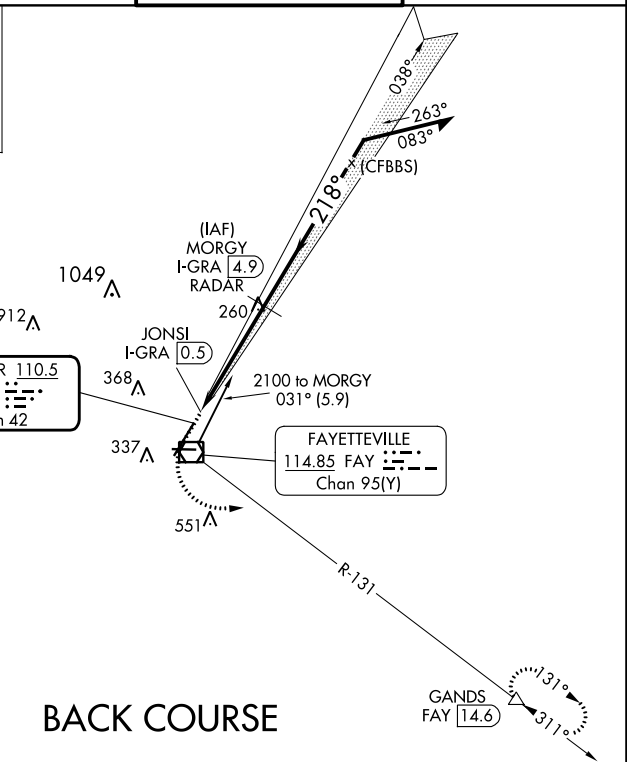 038°
263°
083°
218°
(CFBBS)
(IAF)
MORGY
I-GRA 4.9
RADAR
1049
260
912
JONSI
I-GRA 0.5
R 110.5
368
42
2100 to MORGY
031° (5.9)
337
FAYETTEVILLE
114.85 FAY
Chan 95(Y)
551
R-131
131°
GANDS
FAY 14.6
311°
BACK COURSE